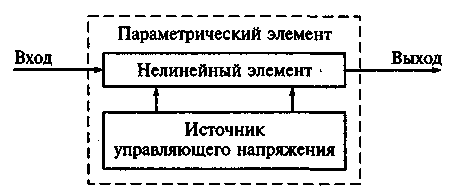 Параметрический элемент
Вход
Выход
Нелинейный элемент
Источник
управляющего напряжения